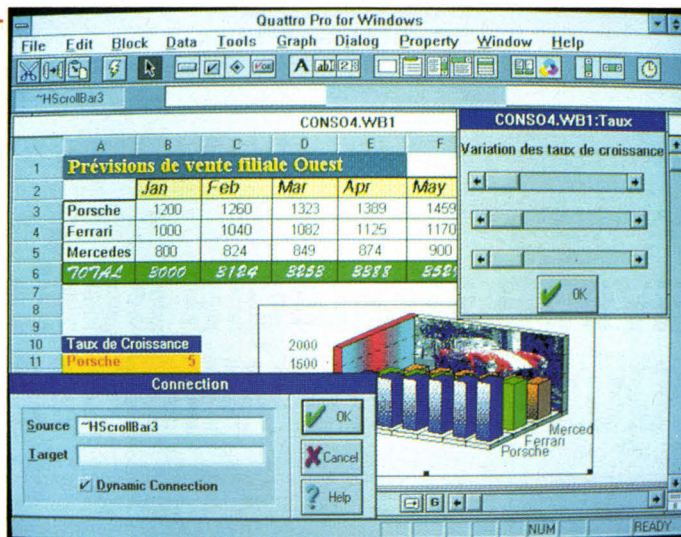 Quattro Pro for Windows
File Edit Block Data Tools Graph Dialog Property Window Help
~HScrollBar3
CONSO4.WB1
A B C D E F
1 Prévisions de vente filiale Ouest
2 Jan Feb Mar Apr May
3 Porsche 1200 1260 1323 1389 1459
4 Ferrari 1000 1040 1082 1125 1170
5 Mercedes 800 824 849 874 900
6 TOTAL 3000 3124 3253 3388 3529
7
8
9
10 Taux de Croissance
11 Porsche 5
2000
1500
Merced
Ferrari
Porsche
CONSO4.WB1:Taux
Variation des taux de croissance
OK
Connection
Source ~HScrollBar3
Target
Dynamic Connection
OK
Cancel
Help
6
NUM READY